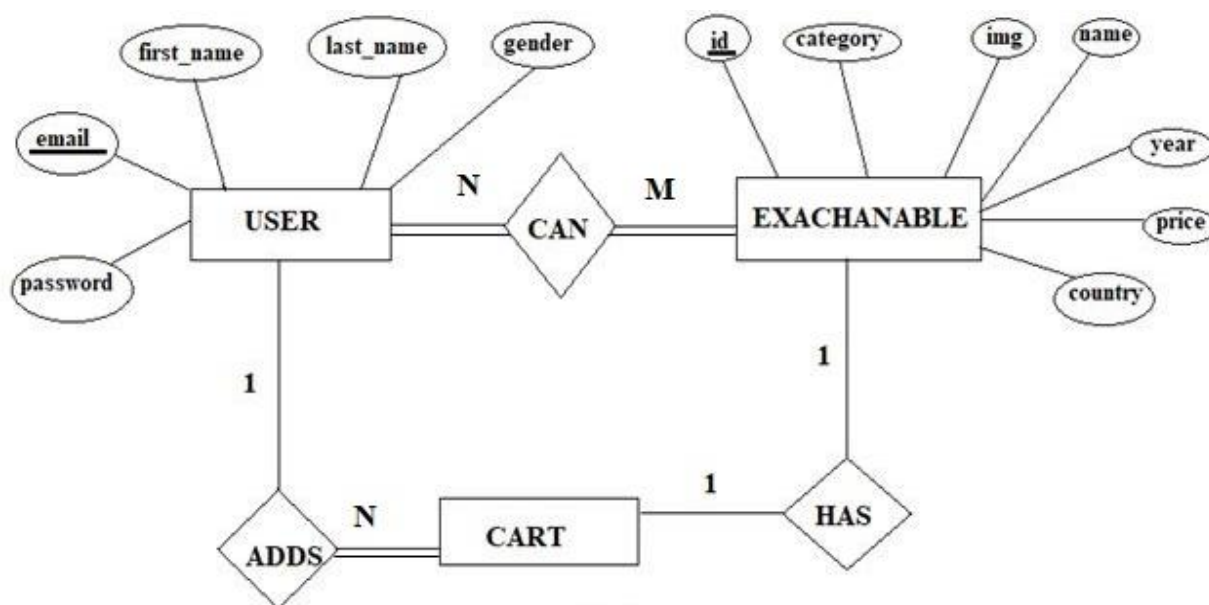 first_name
last_name
gender
id
category
img
name
email
year
USER
N
CAN
M
EXACHANABLE
price
password
country
1
1
ADDS
N
CART
1
HAS